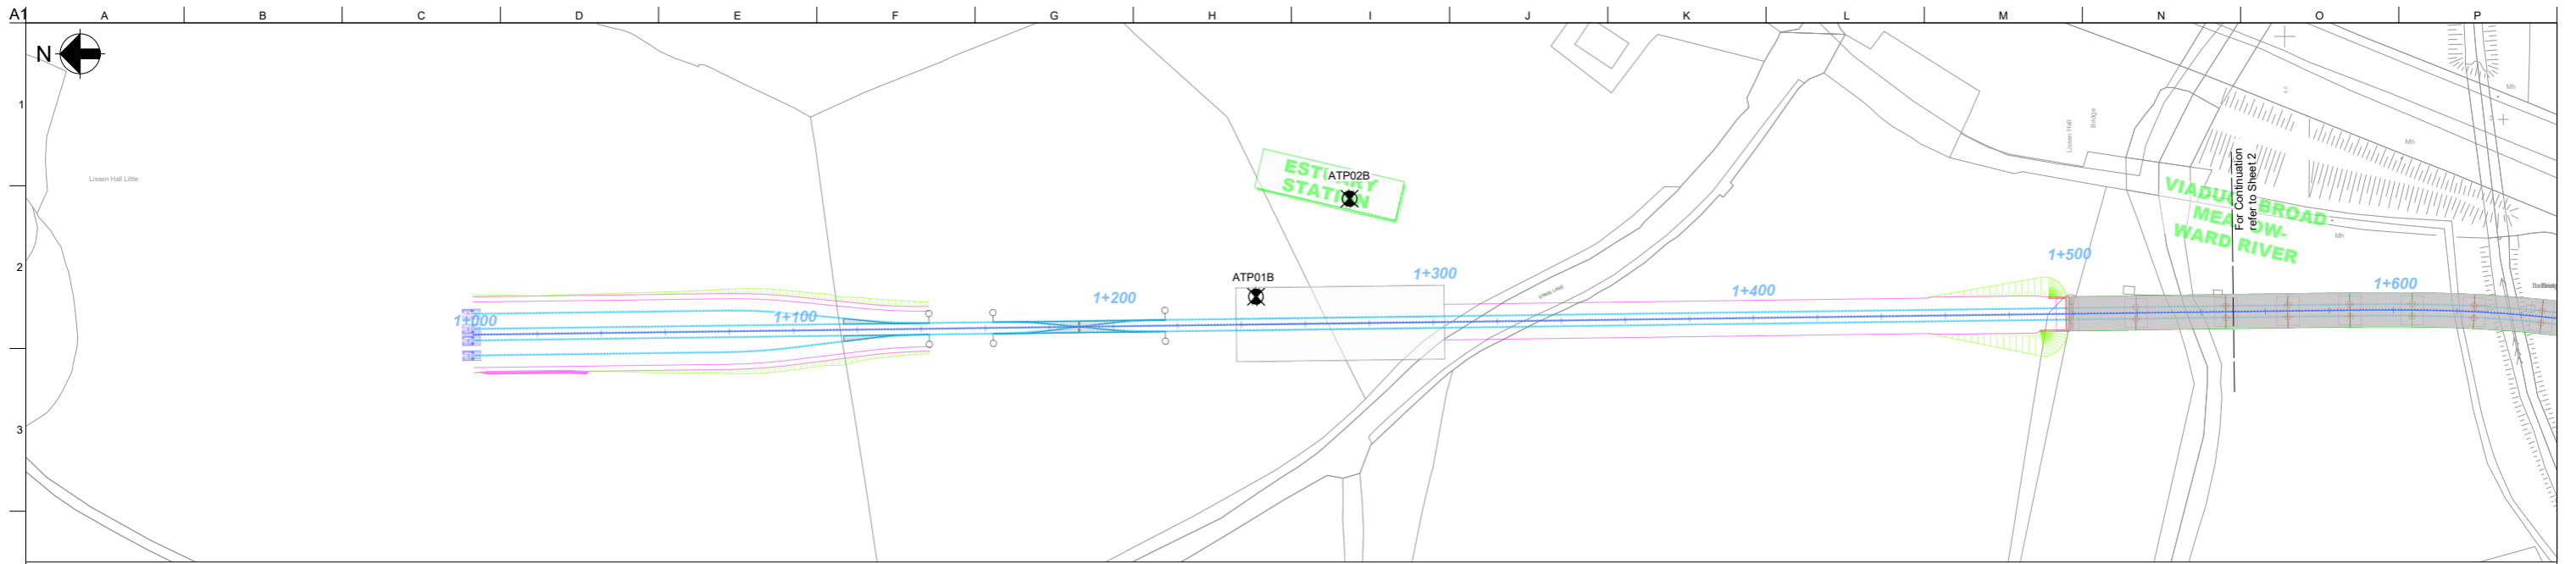 A1
A B C D E F G H I J K L M N O P
N
1
2
3
Lissen Hall Little
ESTUARY
STATION
ATP02B
ATP01B
1+000
1+100
1+200
1+300
1+400
1+500
1+600
Lissen Hall
Bridge
For Continuation
refer to Sheet 2
BROAD
WARD RIVER
Mh
Mh
Mh